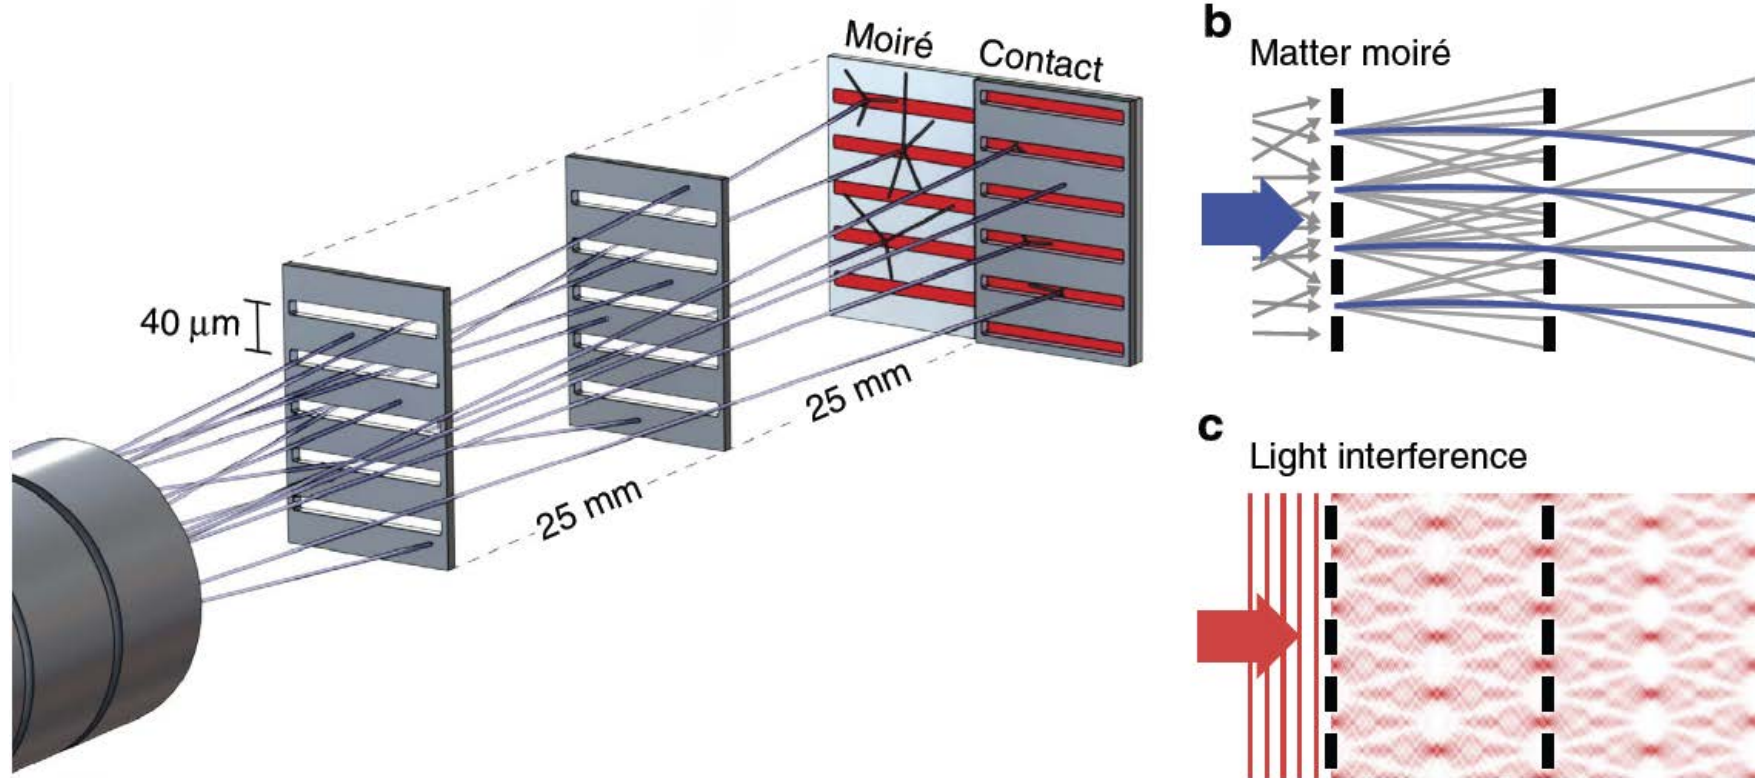 Moiré
Contact
40 μm
25 mm
25 mm
b
Matter moiré
c
Light interference